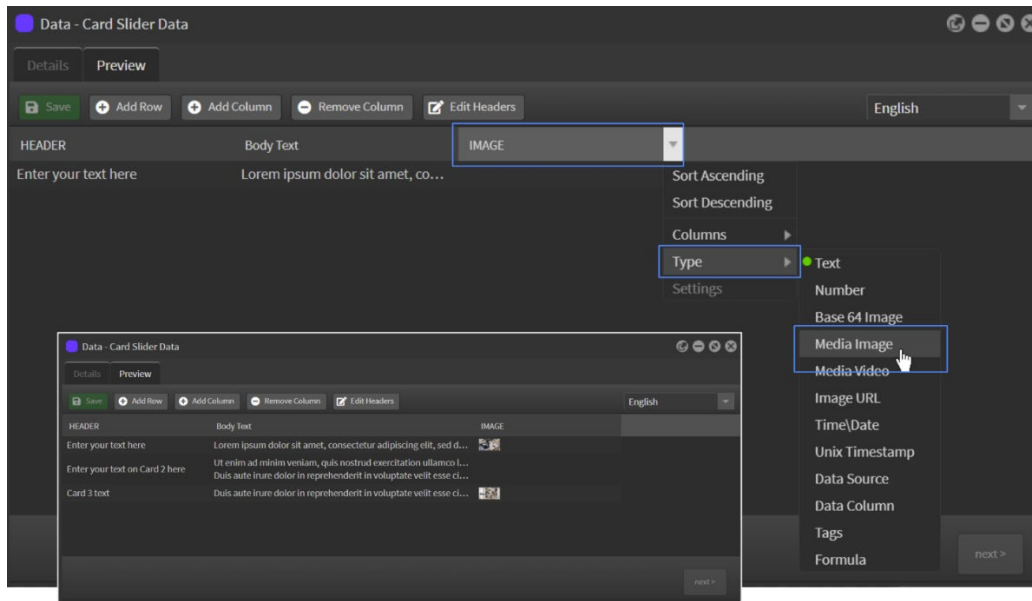 Data - Card Slider Data
Details Preview
Save Add Row Add Column Remove Column Edit Headers English
HEADER Body Text IMAGE
Enter your text here Lorem ipsum dolor sit amet, co...
Sort Ascending
Sort Descending
Columns
Type
Settings
Text
Number
Base 64 Image
Media Image
Media Video
Image URL
Time\Date
Unix Timestamp
Data Source
Data Column
Tags
Formula
next >
Data - Card Slider Data
Details Preview
Save Add Row Add Column Remove Column Edit Headers English
HEADER Body Text IMAGE
Enter your text here Lorem ipsum dolor sit amet, consectetur adipiscing elit, sed d...
Enter your text on Card 2 here Ut enim ad minim veniam, quis nostrud exercitation ullamco l...
Duis aute irure dolor in reprehenderit in voluptate velit esse ci...
Card 3 text Duis aute irure dolor in reprehenderit in voluptate velit esse ci...
next >